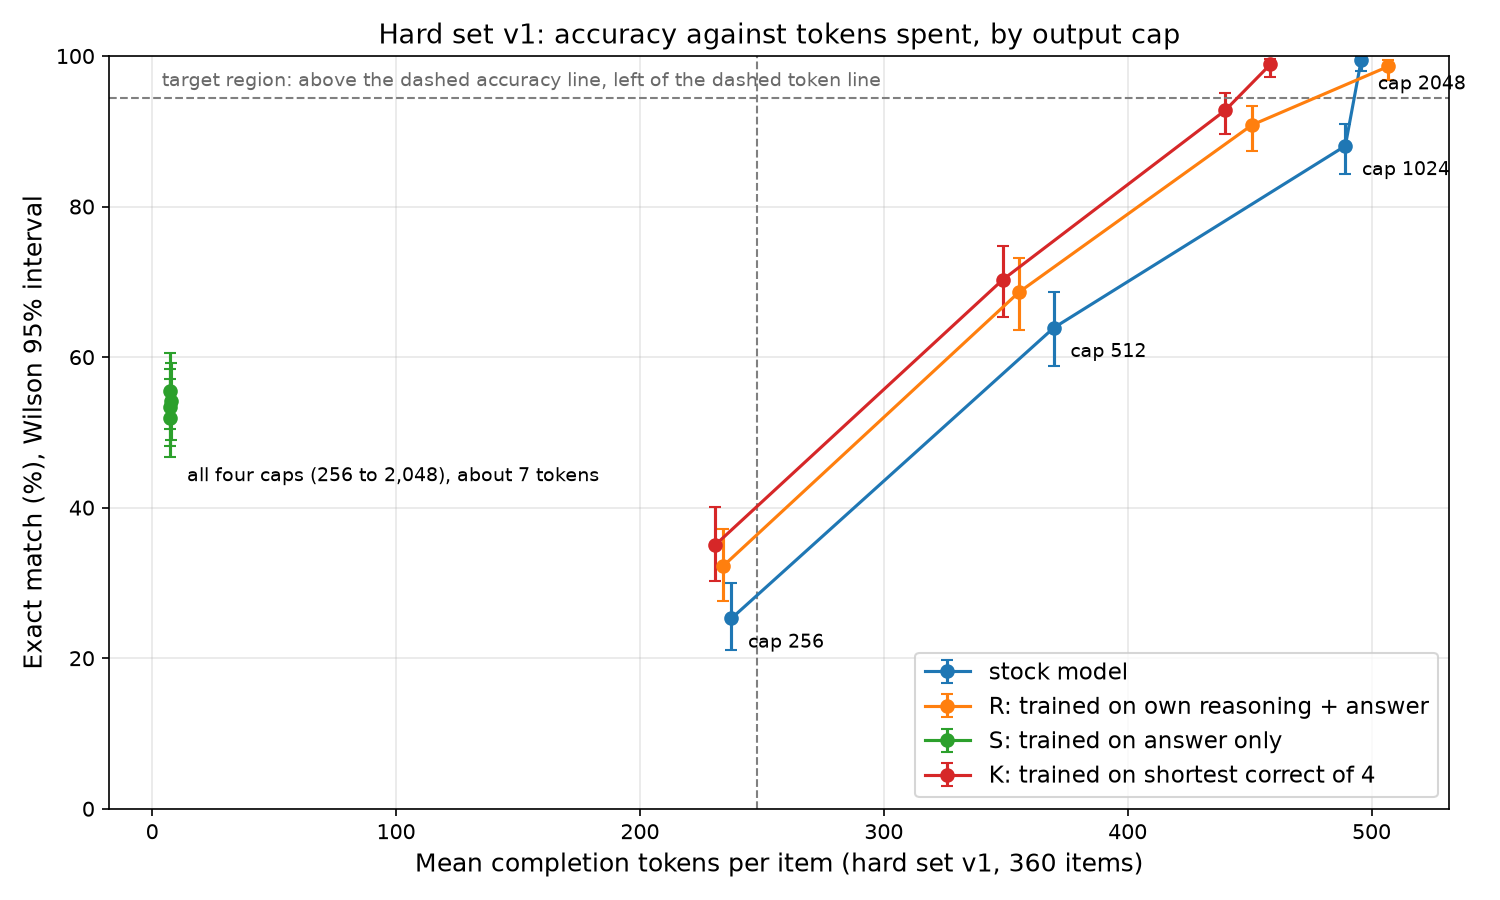 Hard set v1: accuracy against tokens spent, by output cap
100
target region: above the dashed accuracy line, left of the dashed token line
cap 2048
cap 1024
80
60
cap 512
all four caps (256 to 2,048), about 7 tokens
40
cap 256
20
0
Exact match (%), Wilson 95% interval
stock model
R: trained on own reasoning + answer
S: trained on answer only
K: trained on shortest correct of 4
0 100 200 300 400 500
Mean completion tokens per item (hard set v1, 360 items)